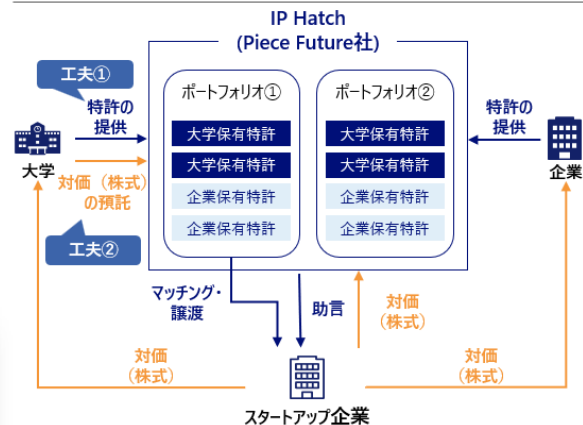 IP Hatch
(Piece Future社)
工夫①
ポートフォリオ①
ポートフォリオ②
特許の
提供
特許の
提供
大学保有特許
大学保有特許
大学保有特許
大学保有特許
企業保有特許
企業保有特許
企業保有特許
企業保有特許
大学
企業
対価（株式）
の預託
工夫②
マッチング・
譲渡
助言
対価
（株式）
対価
（株式）
対価
（株式）
スタートアップ企業